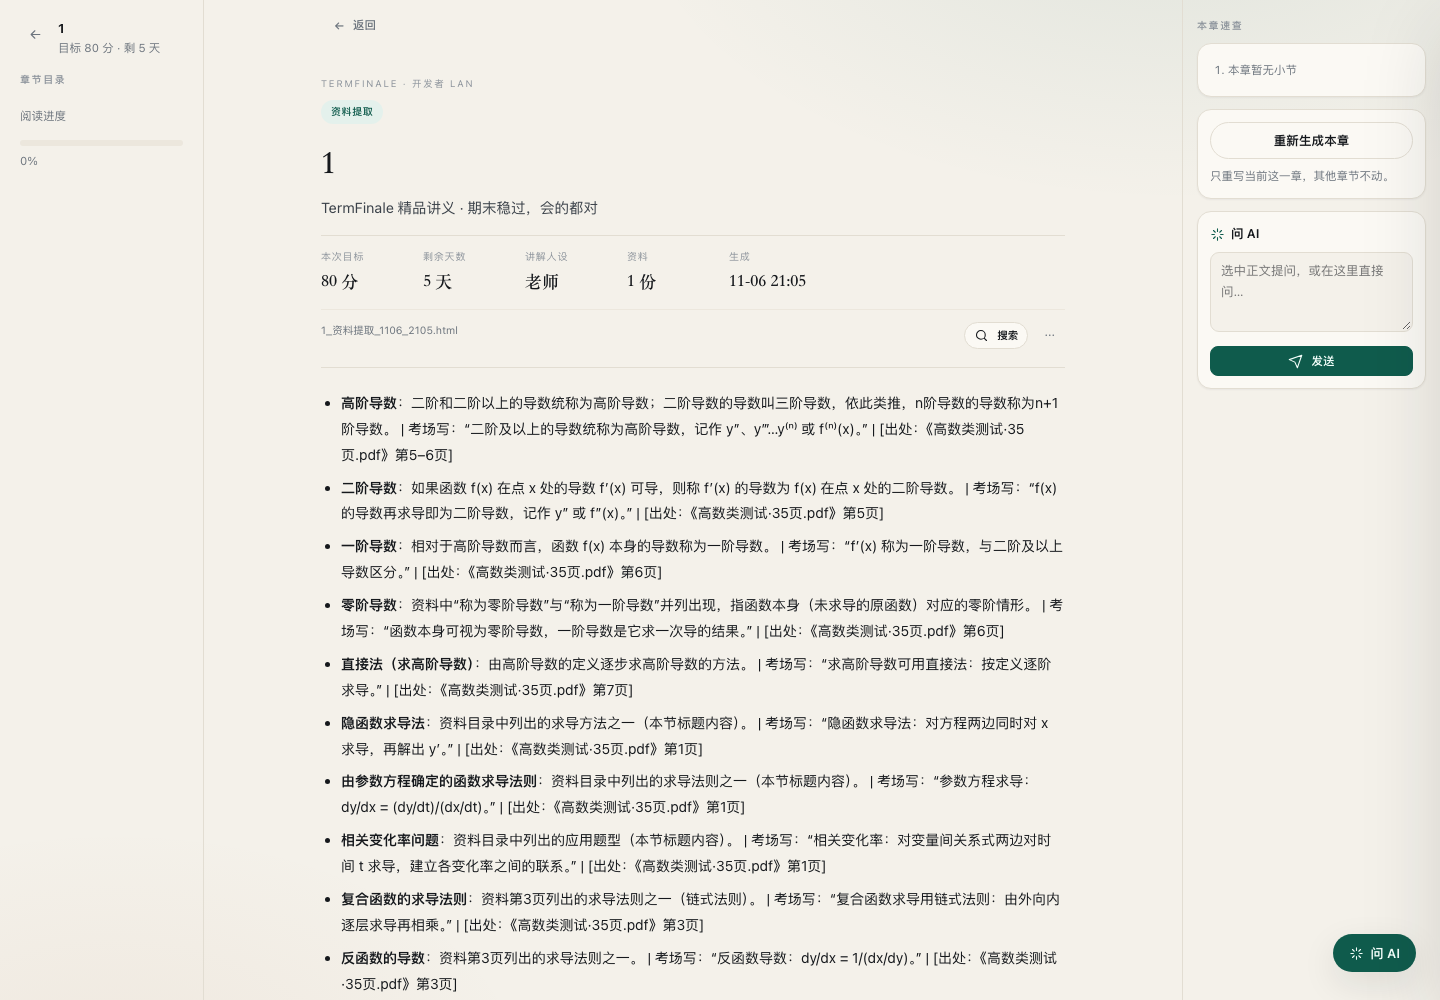 1
目标 80 分 · 剩 5 天
章节目录
阅读进度
0%
返回
TERMFINALE · 开发者 LAN
资料提取
1
TermFinale 精品讲义 · 期末稳过，会的都对
本次目标
80 分
剩余天数
5 天
讲解人设
老师
资料
1 份
生成
11-06 21:05
1_资料提取_1106_2105.html
搜索
...
高阶导数：二阶和二阶以上的导数统称为高阶导数；二阶导数的导数叫三阶导数，依此类推，n阶导数的导数称为n+1
阶导数。 | 考场写：“二阶及以上的导数统称为高阶导数，记作 y″、y‴…y⁽ⁿ⁾ 或 f⁽ⁿ⁾(x)。” | [出处：《高数类测试·35
页.pdf》第5–6页]
二阶导数：如果函数 f(x) 在点 x 处的导数 f′(x) 可导，则称 f′(x) 的导数为 f(x) 在点 x 处的二阶导数。 | 考场写：“f(x)
的导数再求导即为二阶导数，记作 y″ 或 f″(x)。” | [出处：《高数类测试·35页.pdf》第5页]
一阶导数：相对于高阶导数而言，函数 f(x) 本身的导数称为一阶导数。 | 考场写：“f′(x) 称为一阶导数，与二阶及以上
导数区分。” | [出处：《高数类测试·35页.pdf》第6页]
零阶导数：资料中“称为零阶导数”与“称为一阶导数”并列出现，指函数本身（未求导的原函数）对应的零阶情形。 | 考
场写：“函数本身可视为零阶导数，一阶导数是它求一次导的结果。” | [出处：《高数类测试·35页.pdf》第6页]
直接法（求高阶导数）：由高阶导数的定义逐步求高阶导数的方法。 | 考场写：“求高阶导数可用直接法：按定义逐阶
求导。” | [出处：《高数类测试·35页.pdf》第7页]
隐函数求导法：资料目录中列出的求导方法之一（本节标题内容）。 | 考场写：“隐函数求导法：对方程两边同时对 x
求导，再解出 y′。” | [出处：《高数类测试·35页.pdf》第1页]
由参数方程确定的函数求导法则：资料目录中列出的求导法则之一（本节标题内容）。 | 考场写：“参数方程求导：
dy/dx = (dy/dt)/(dx/dt)。” | [出处：《高数类测试·35页.pdf》第1页]
相关变化率问题：资料目录中列出的应用题型（本节标题内容）。 | 考场写：“相关变化率：对变量间关系式两边对时
间 t 求导，建立各变化率之间的联系。” | [出处：《高数类测试·35页.pdf》第1页]
复合函数的求导法则：资料第3页列出的求导法则之一（链式法则）。 | 考场写：“复合函数求导用链式法则：由外向内
逐层求导再相乘。” | [出处：《高数类测试·35页.pdf》第3页]
反函数的导数：资料第3页列出的求导法则之一。 | 考场写：“反函数导数：dy/dx = 1/(dx/dy)。” | [出处：《高数类测试
·35页.pdf》第3页]
本章速查
1. 本章暂无小节
重新生成本章
只重写当前这一章，其他章节不动。
问 AI
选中正文提问，或在这里直接
问...
发送
问 AI